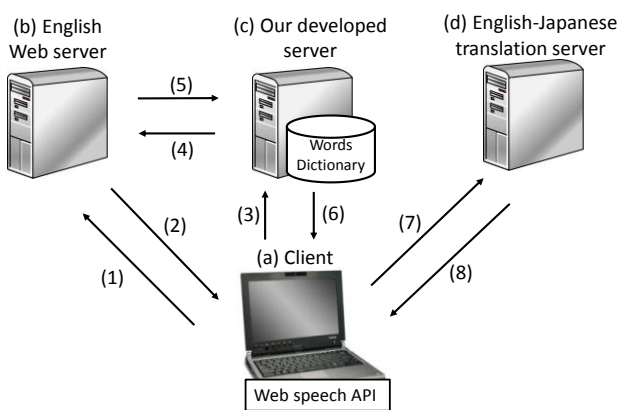 (b) English
Web server
(c) Our developed
server
(d) English-Japanese
translation server
(5)
(4)
Words
Dictionary
(2)
(1)
(3)
(6)
(7)
(8)
(a) Client
Web speech API